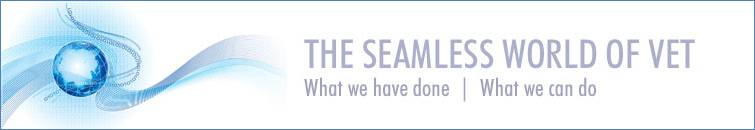 THE SEAMLESS WORLD OF VET
What we have done | What we can do